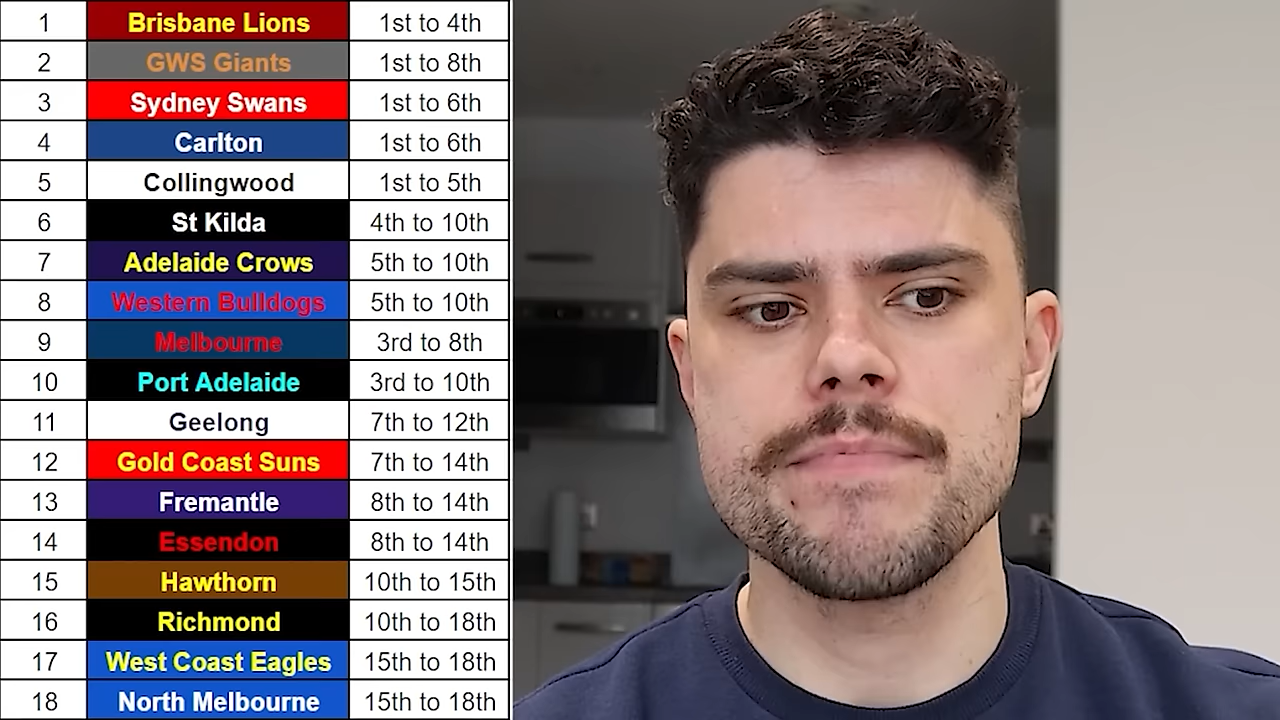 1 Brisbane Lions 1st to 4th
2 GWS Giants 1st to 8th
3 Sydney Swans 1st to 6th
4 Carlton 1st to 6th
5 Collingwood 1st to 5th
6 St Kilda 4th to 10th
7 Adelaide Crows 5th to 10th
8 Western Bulldogs 5th to 10th
9 Melbourne 3rd to 8th
10 Port Adelaide 3rd to 10th
11 Geelong 7th to 12th
12 Gold Coast Suns 7th to 14th
13 Fremantle 8th to 14th
14 Essendon 8th to 14th
15 Hawthorn 10th to 15th
16 Richmond 10th to 18th
17 West Coast Eagles 15th to 18th
18 North Melbourne 15th to 18th